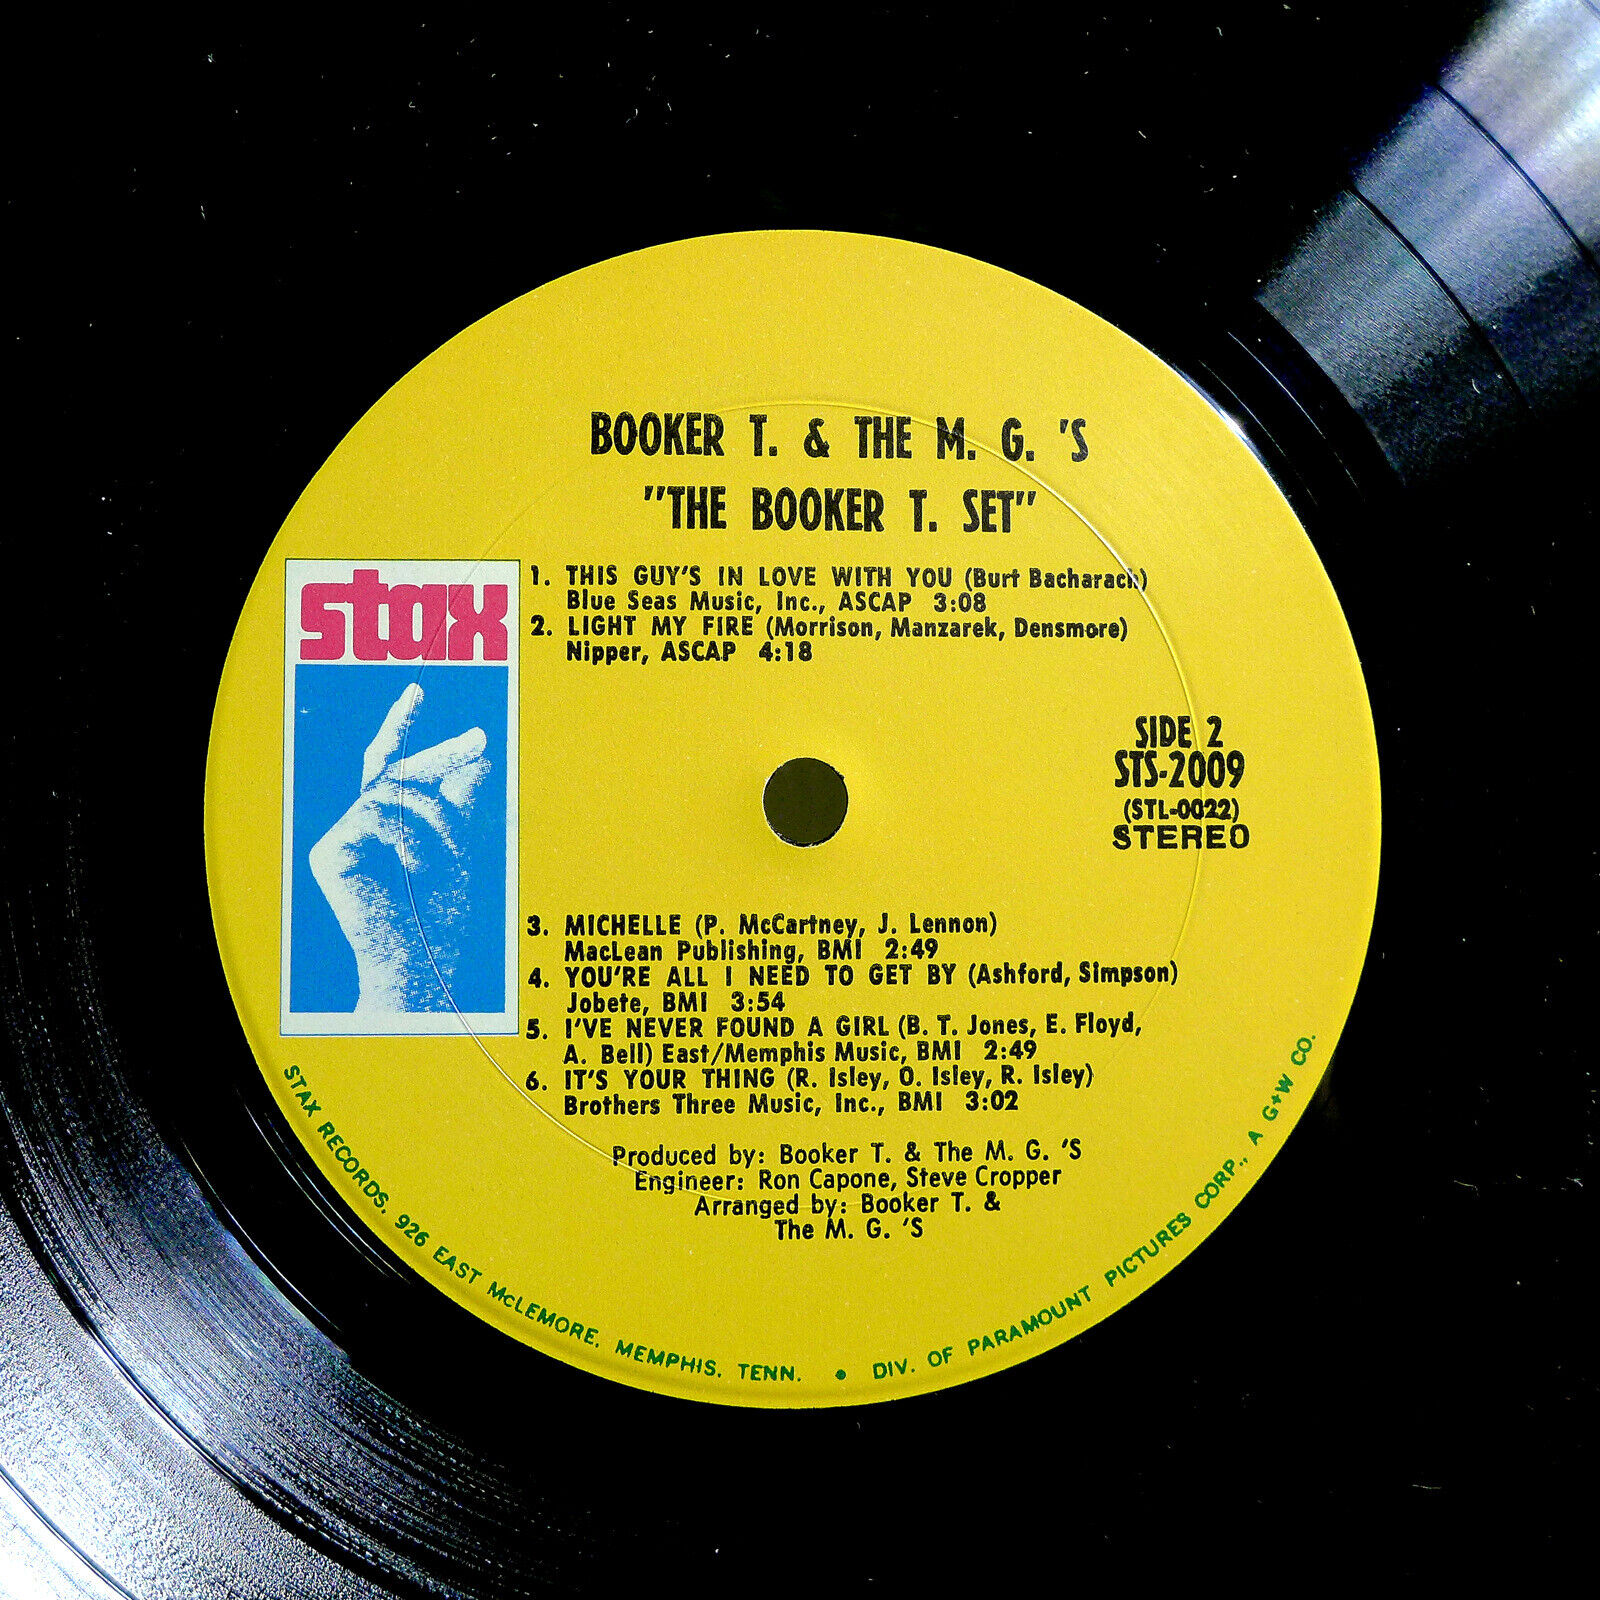 BOOKER T. & THE M. G. 'S
"THE BOOKER T. SET"
stax
1. THIS GUY'S IN LOVE WITH YOU (Burt Bacharach)
Blue Seas Music, Inc., ASCAP 3:08
2. LIGHT MY FIRE (Morrison, Manzarek, Densmore)
Nipper, ASCAP 4:18
SIDE 2
STS-2009
(STL-0022)
STEREO
3. MICHELLE (P. McCartney, J. Lennon)
MacLean Publishing, BMI 2:49
4. YOU'RE ALL I NEED TO GET BY (Ashford, Simpson)
Jobete, BMI 3:54
5. I'VE NEVER FOUND A GIRL (B. T. Jones, E. Floyd,
A. Bell) East/Memphis Music, BMI 2:49
6. IT'S YOUR THING (R. Isley, O. Isley, R. Isley)
Brothers Three Music, Inc., BMI 3:02
Produced by: Booker T. & The M. G. 'S
Engineer: Ron Capone, Steve Cropper
Arranged by: Booker T. &
The M. G. 'S
STAX RECORDS, 926 EAST McLEMORE, MEMPHIS, TENN. • DIV. OF PARAMOUNT PICTURES CORP., A G+W CO.